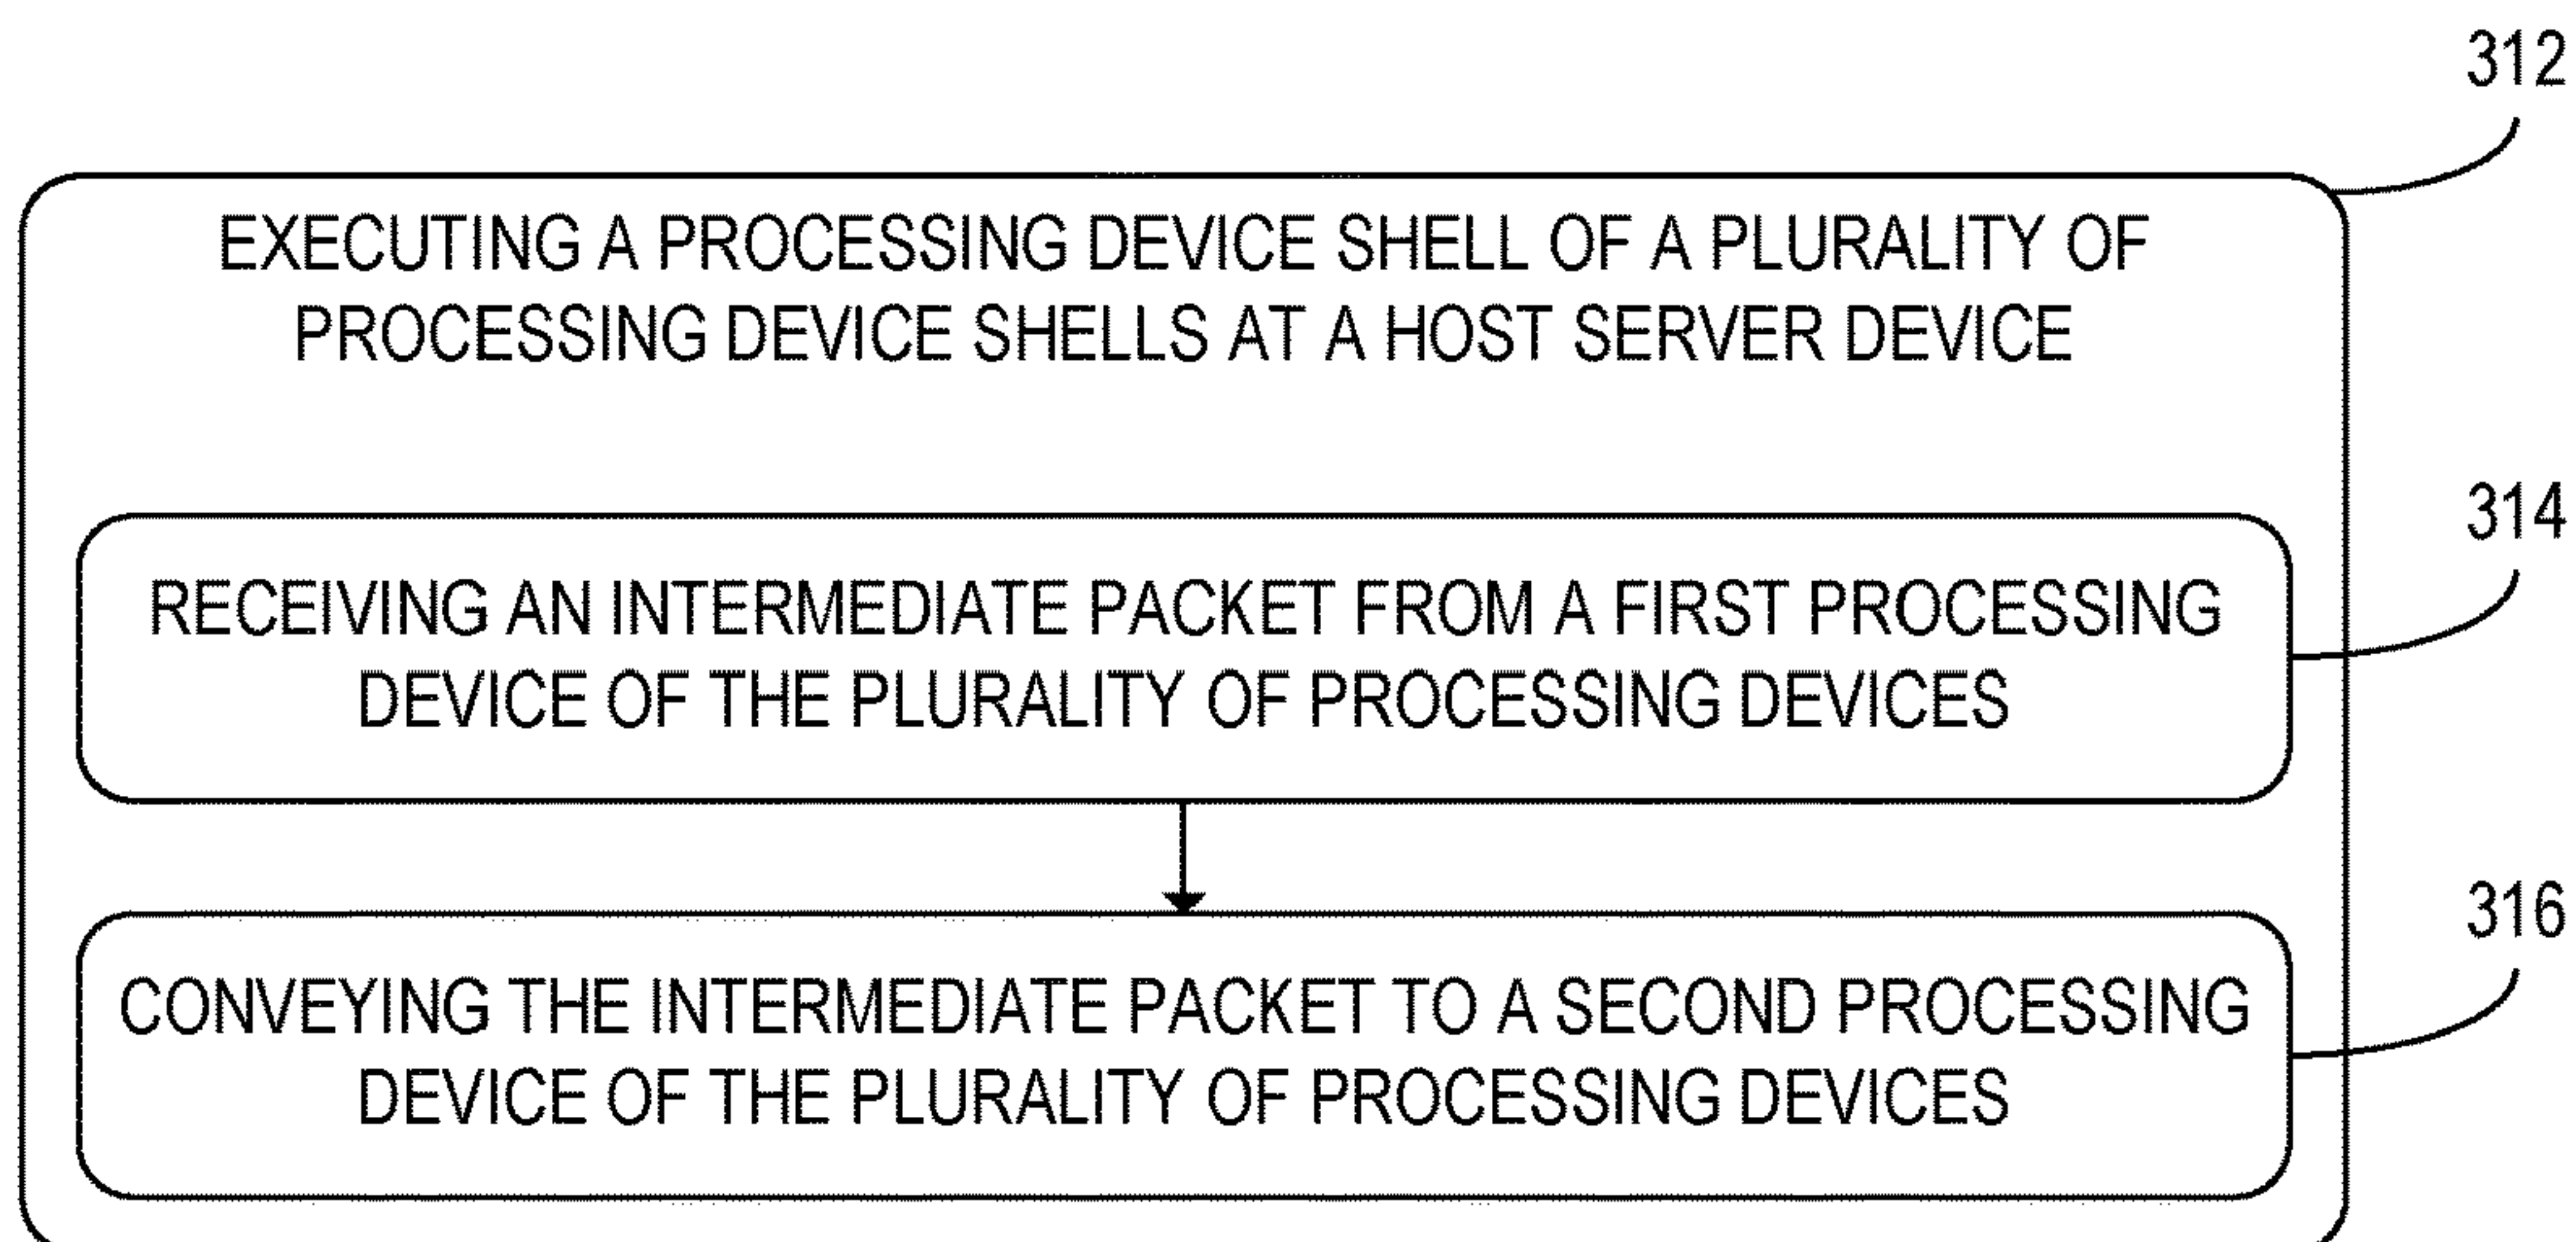 312
EXECUTING A PROCESSING DEVICE SHELL OF A PLURALITY OF
PROCESSING DEVICE SHELLS AT A HOST SERVER DEVICE
314
RECEIVING AN INTERMEDIATE PACKET FROM A FIRST PROCESSING
DEVICE OF THE PLURALITY OF PROCESSING DEVICES
316
CONVEYING THE INTERMEDIATE PACKET TO A SECOND PROCESSING
DEVICE OF THE PLURALITY OF PROCESSING DEVICES